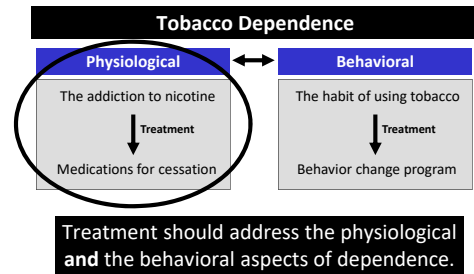 Tobacco Dependence
Physiological
The addiction to nicotine
Treatment
Medications for cessation
Behavioral
The habit of using tobacco
Treatment
Behavior change program
Treatment should address the physiological
and the behavioral aspects of dependence.